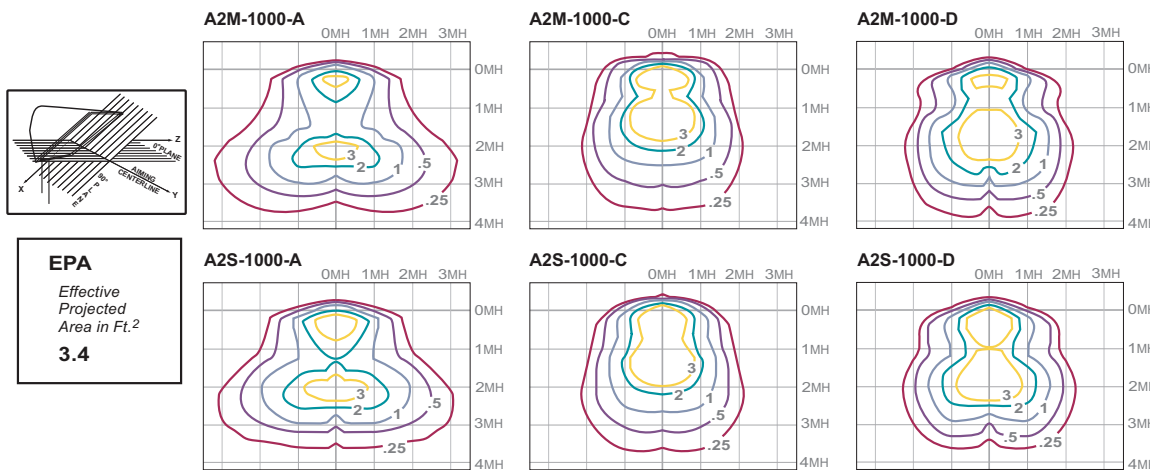 A2M-1000-A
0MH 1MH 2MH 3MH
0MH
1MH
2MH
3MH
4MH
3
2
1
.5
.25
A2M-1000-C
0MH 1MH 2MH 3MH
0MH
1MH
2MH
3MH
4MH
3
2
1
.5
.25
A2M-1000-D
0MH 1MH 2MH 3MH
0MH
1MH
2MH
3MH
4MH
3
2
1
.5
.25
Z
0° PLANE
AIMING
CENTERLINE
X
90° PLANE
Y
EPA
Effective
Projected
Area in Ft.2
3.4
A2S-1000-A
0MH 1MH 2MH 3MH
0MH
1MH
2MH
3MH
4MH
3
2
1
.5
.25
A2S-1000-C
0MH 1MH 2MH 3MH
0MH
1MH
2MH
3MH
4MH
3
2
1
.5
.25
A2S-1000-D
0MH 1MH 2MH 3MH
0MH
1MH
2MH
3MH
4MH
3
2
1
.5
.25